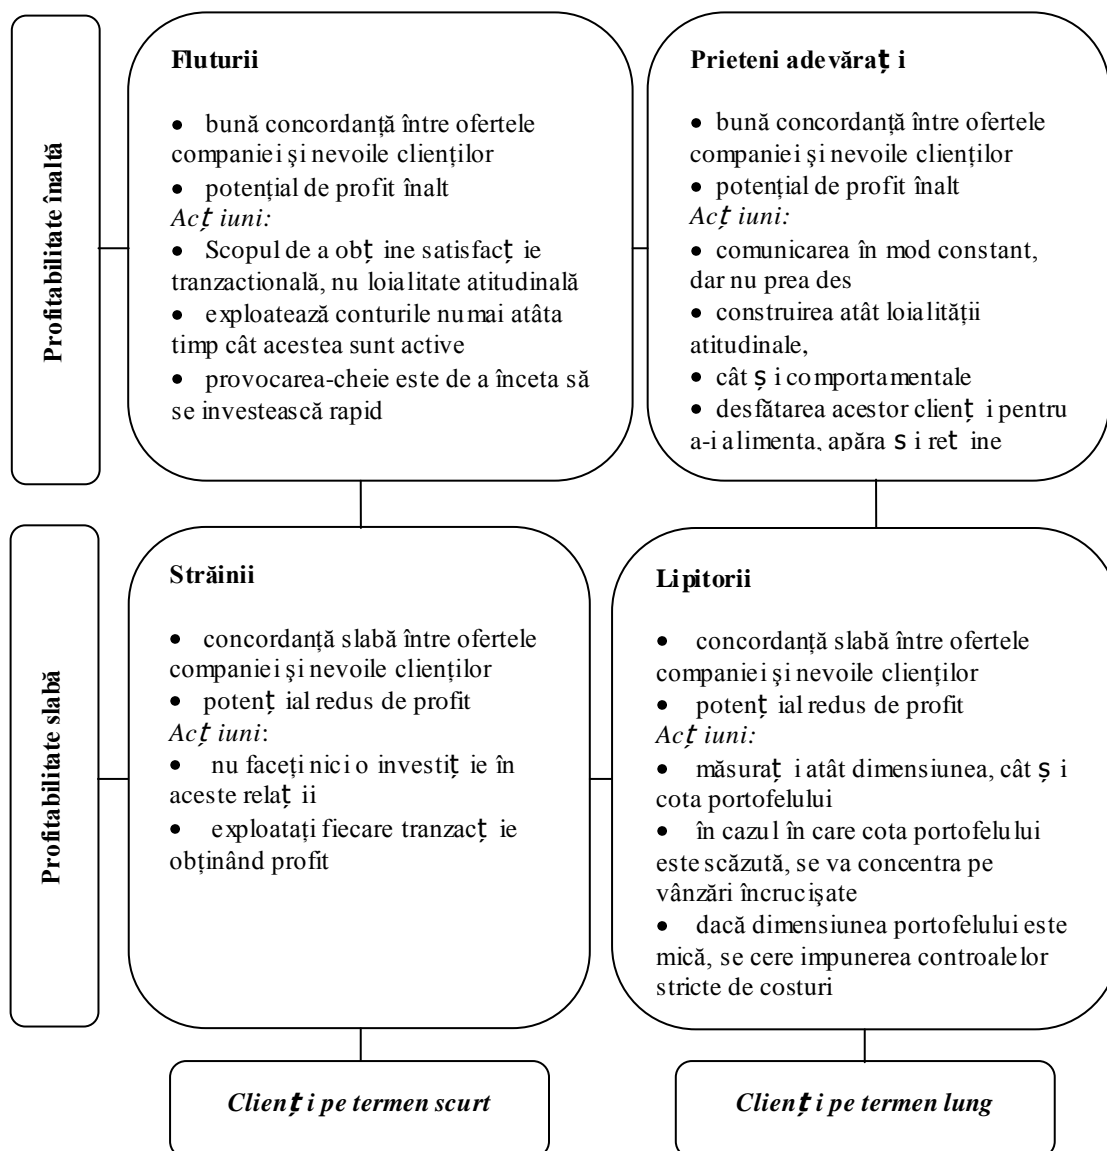 Profitabilitate înaltă
Fluturii
• bună concordanță între ofertele
companiei şi nevoile clienților
• potențial de profit înalt
Acțiuni:
• Scopul de a obține satisfacție
tranzactională, nu loialitate atitudinală
• exploatează conturile numai atâta
timp cât acestea sunt active
• provocarea-cheie este de a înceta să
se investească rapid
Prieteni adevărați
• bună concordanță între ofertele
companiei şi nevoile clienților
• potențial de profit înalt
Acțiuni:
• comunicarea în mod constant,
dar nu prea des
• construirea atât loialității
atitudinale,
• cât și comportamentale
• desfătarea acestor clienți pentru
a-i alimenta, apăra și reține
Profitabilitate slabă
Străinii
• concordanță slabă între ofertele
companiei şi nevoile clienților
• potențial redus de profit
Acțiuni:
• nu faceți nici o investiție în
aceste relații
• exploatați fiecare tranzacție
obținând profit
Lipitorii
• concordanță slabă între ofertele
companiei şi nevoile clienților
• potențial redus de profit
Acțiuni:
• măsurați atât dimensiunea, cât și
cota portofelului
• în cazul în care cota portofelului
este scăzută, se va concentra pe
vânzări încrucişate
• dacă dimensiunea portofelului este
mică, se cere impunerea controalelor
stricte de costuri
Clienți pe termen scurt
Clienți pe termen lung